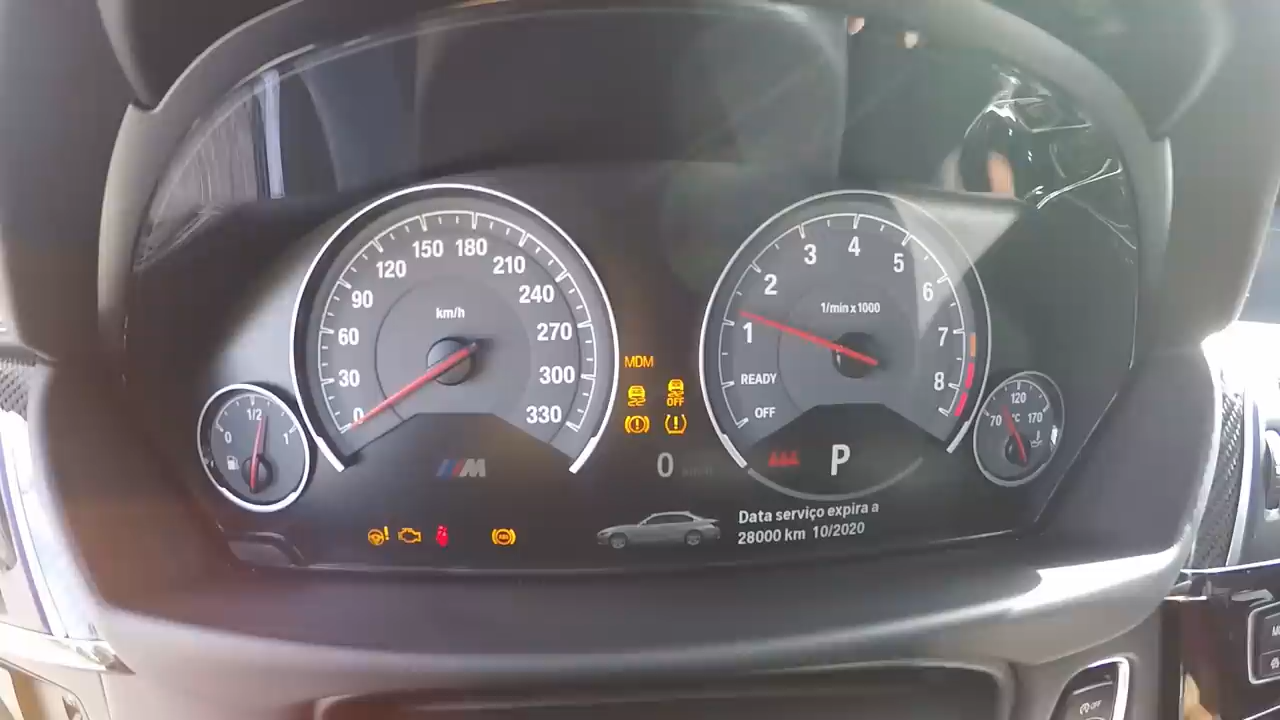 0 30 60 90 120 150 180 210 240 270 300 330
km/h
0 1/2 1
M
MDM
OFF
ABS
0
1 2 3 4 5 6 7 8
1/min x 1000
READY
OFF
P
70 120 170
°C
Data serviço expira a
28000 km 10/2020
OFF